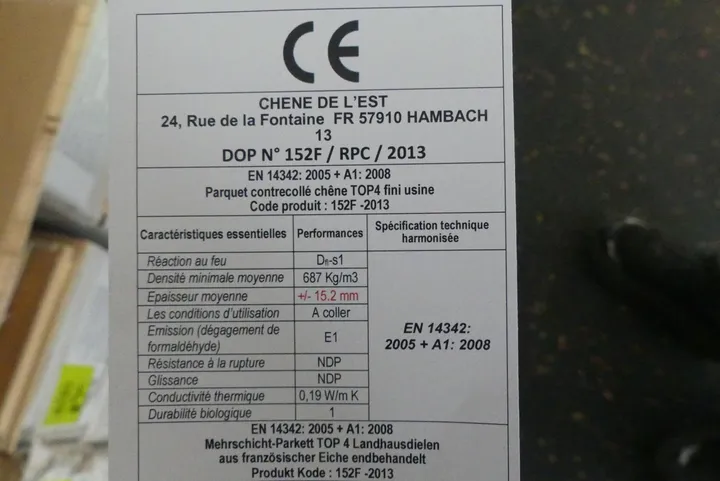 CE
CHENE DE L'EST
24, Rue de la Fontaine FR 57910 HAMBACH
13
DOP N° 152F / RPC / 2013
EN 14342: 2005 + A1: 2008
Parquet contrecollé chêne TOP4 fini usine
Code produit : 152F -2013
Caractéristiques essentielles Performances Spécification technique harmonisée
Réaction au feu Dfl-s1
Densité minimale moyenne 687 Kg/m3
Epaisseur moyenne +/- 15.2 mm
Les conditions d'utilisation A coller
Emission (dégagement de formaldéhyde) E1
EN 14342:
2005 + A1: 2008
Résistance à la rupture NDP
Glissance NDP
Conductivité thermique 0,19 W/m K
Durabilité biologique 1
EN 14342: 2005 + A1: 2008
Mehrschicht-Parkett TOP 4 Landhausdielen
aus französischer Eiche endbehandelt
Produkt Kode : 152F -2013